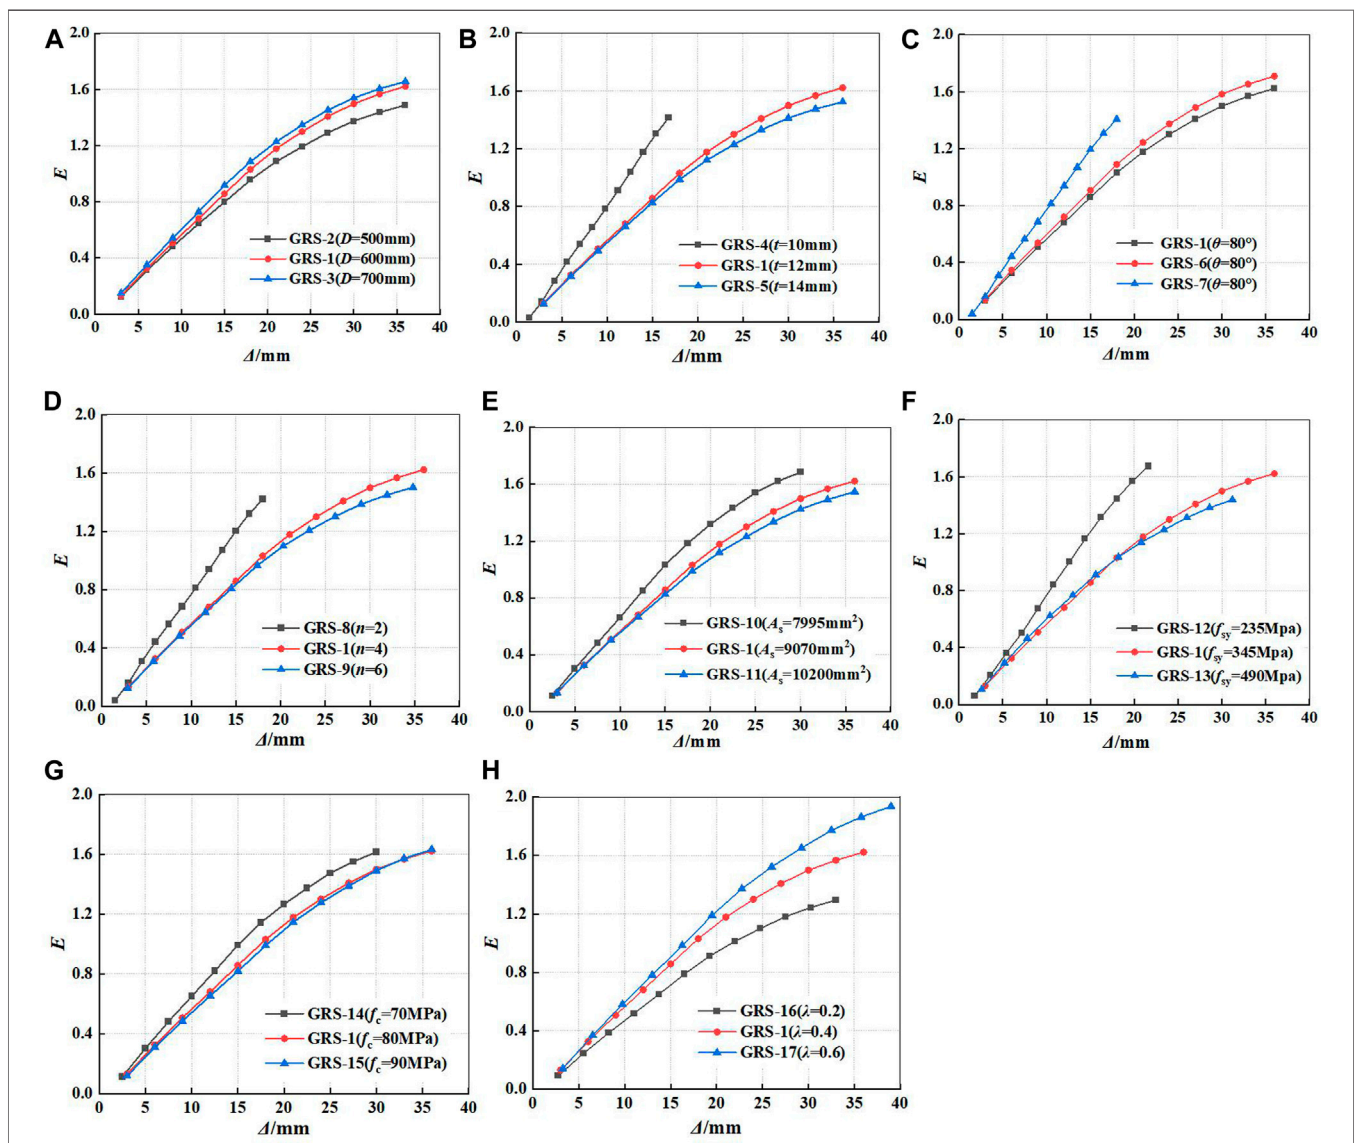 A
2.0
1.6
1.2
0.8
0.4
0.0
E
GRS-2(D=500mm)
GRS-1(D=600mm)
GRS-3(D=700mm)
0 5 10 15 20 25 30 35 40
Δ/mm
B
2.0
1.6
1.2
0.8
0.4
0.0
E
GRS-4(t=10mm)
GRS-1(t=12mm)
GRS-5(t=14mm)
0 5 10 15 20 25 30 35 40
Δ/mm
C
2.0
1.6
1.2
0.8
0.4
0.0
E
GRS-1(θ=80°)
GRS-6(θ=80°)
GRS-7(θ=80°)
0 5 10 15 20 25 30 35 40
Δ/mm
D
2.0
1.6
1.2
0.8
0.4
0.0
E
GRS-8(n=2)
GRS-1(n=4)
GRS-9(n=6)
0 5 10 15 20 25 30 35 40
Δ/mm
E
2.0
1.6
1.2
0.8
0.4
0.0
E
GRS-10(Aₛ=7995mm²)
GRS-1(Aₛ=9070mm²)
GRS-11(Aₛ=10200mm²)
0 5 10 15 20 25 30 35 40
Δ/mm
F
2.0
1.6
1.2
0.8
0.4
0.0
E
GRS-12(fsy=235Mpa)
GRS-1(fsy=345Mpa)
GRS-13(fsy=490Mpa)
0 5 10 15 20 25 30 35 40
Δ/mm
G
2.0
1.6
1.2
0.8
0.4
0.0
E
GRS-14(fc=70MPa)
GRS-1(fc=80MPa)
GRS-15(fc=90MPa)
0 5 10 15 20 25 30 35 40
Δ/mm
H
2.0
1.6
1.2
0.8
0.4
0.0
E
GRS-16(λ=0.2)
GRS-1(λ=0.4)
GRS-17(λ=0.6)
0 5 10 15 20 25 30 35 40
Δ/mm